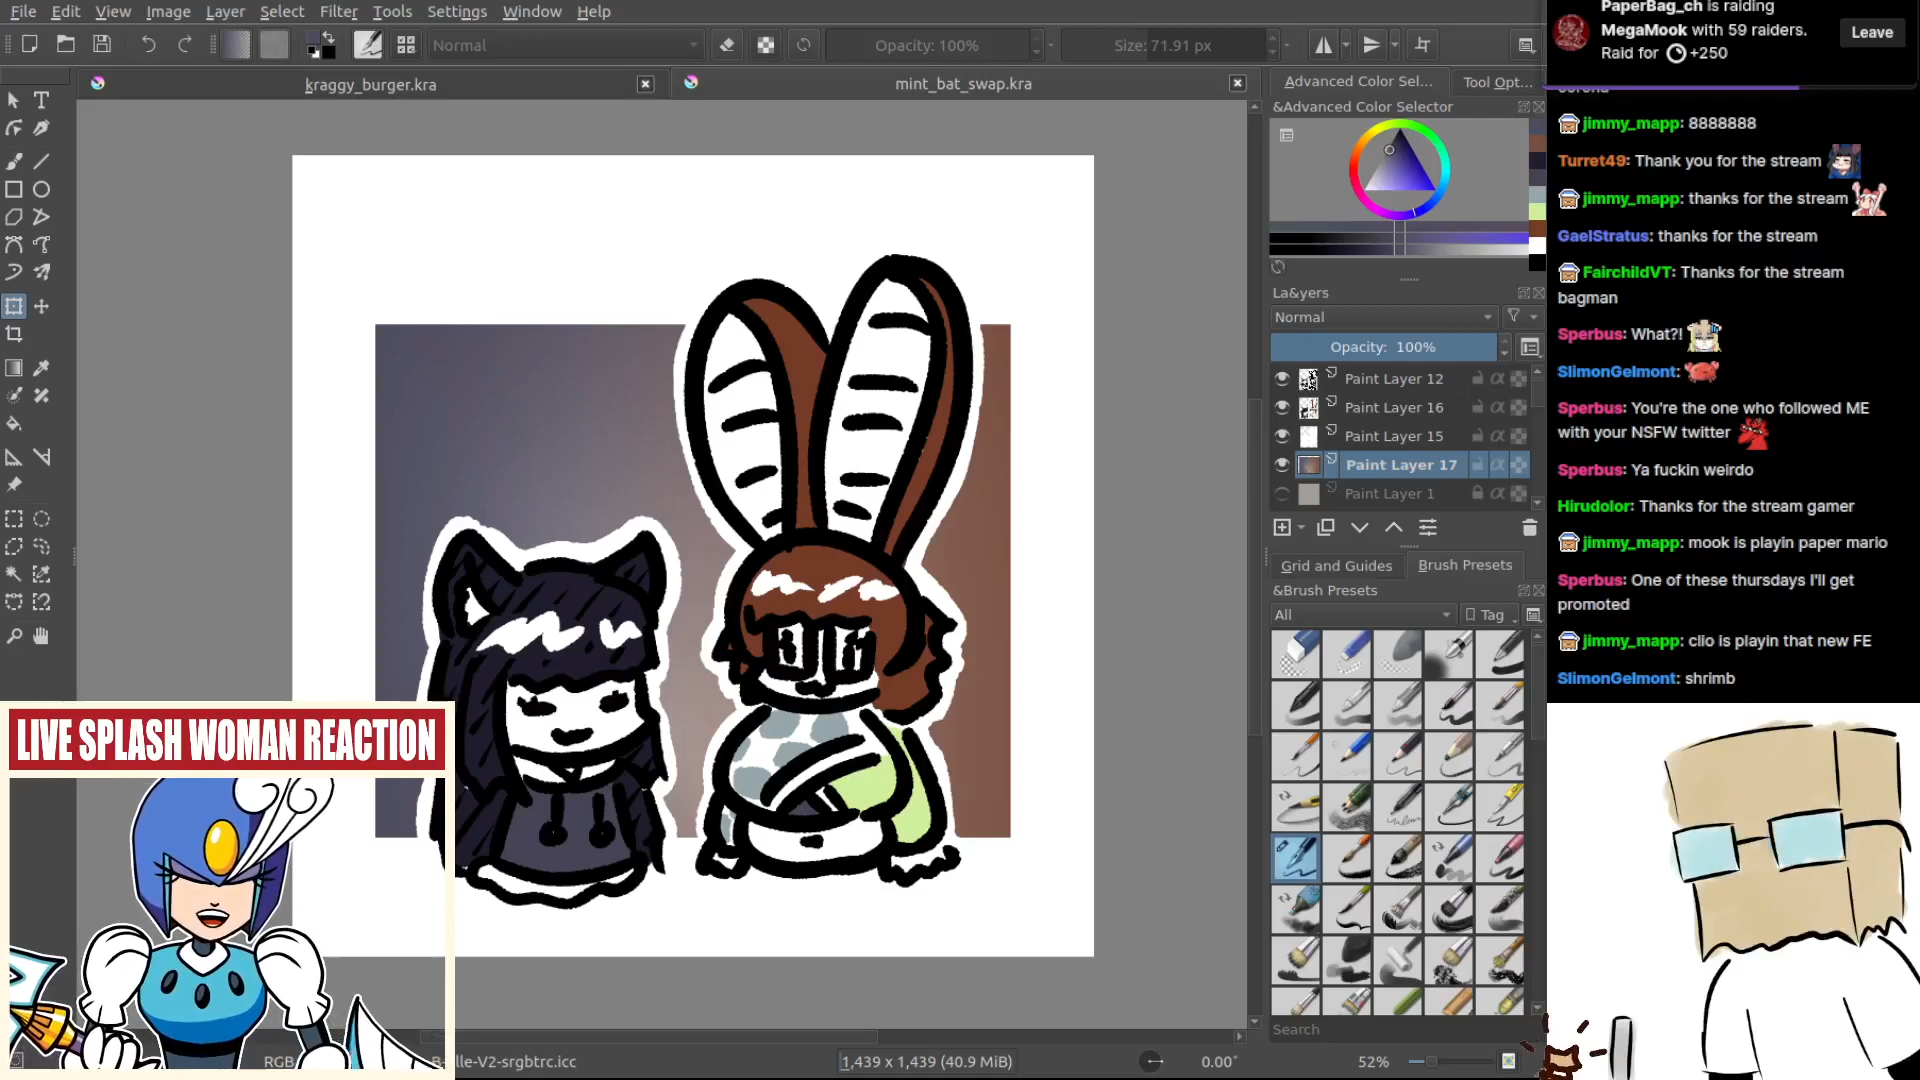 File Edit View Image Layer Select Filter Tools Settings Window Help
Normal
Opacity: 100%
Size: 71.91 px
kraggy_burger.kra
mint_bat_swap.kra
Advanced Color Sel...
Tool Opt...
&Advanced Color Selector
La&yers
Normal
Opacity: 100%
Paint Layer 12
Paint Layer 16
Paint Layer 15
Paint Layer 17
Paint Layer 1
Grid and Guides
Brush Presets
&Brush Presets
All
Tag
Search
RGB
lle-V2-srgbtrc.icc
1,439 x 1,439 (40.9 MiB)
0.00°
52%
LIVE SPLASH WOMAN REACTION
PaperBag_ch is raiding
MegaMook with 59 raiders.
Raid for +250
Leave
jimmy_mapp: 8888888
Turret49: Thank you for the stream
jimmy_mapp: thanks for the stream
GaelStratus: thanks for the stream
FairchildVT: Thanks for the stream
bagman
Sperbus: What?!
SlimonGelmont:
Sperbus: You're the one who followed ME
with your NSFW twitter
Sperbus: Ya fuckin weirdo
Hirudolor: Thanks for the stream gamer
jimmy_mapp: mook is playin paper mario
Sperbus: One of these thursdays I'll get
promoted
jimmy_mapp: clio is playin that new FE
SlimonGelmont: shrimb